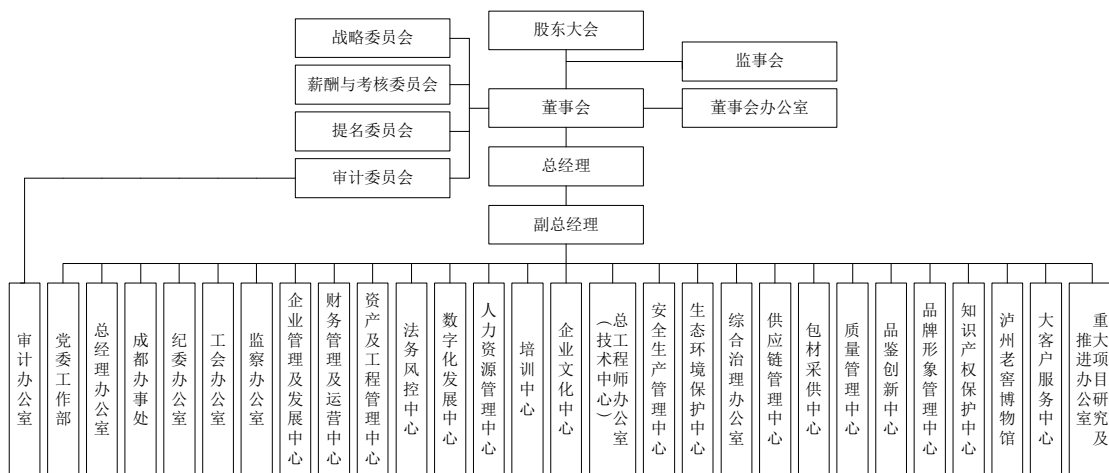 股东大会
战略委员会
监事会
薪酬与考核委员会
董事会
董事会办公室
提名委员会
总经理
审计委员会
副总经理
审计办公室
党委工作部
总经理办公室
成都办事处
纪委办公室
工会办公室
监察办公室
企业管理及发展中心
财务管理及运营中心
资产及工程管理中心
法务风控中心
数字化发展中心
人力资源管理中心
培训中心
企业文化中心
总工程师办公室
（技术中心）
安全生产管理中心
生态环境保护中心
综合治理办公室
供应链管理中心
包材采供中心
质量管理中心
品鉴创新中心
品牌形象管理中心
知识产权保护中心
泸州老窖博物馆
大客户服务中心
重大项目研究及
推进办公室